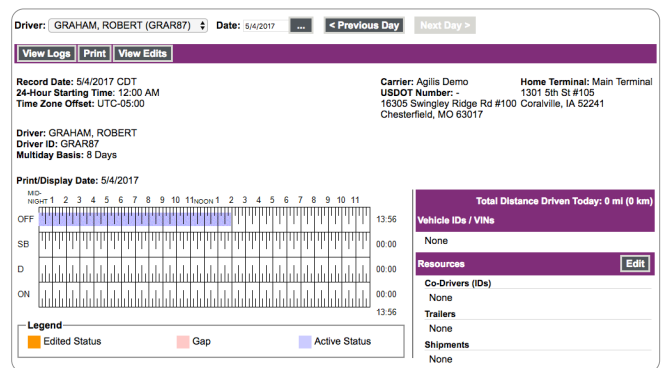 Driver: GRAHAM, ROBERT (GRAR87) Date: 5/4/2017 ... < Previous Day Next Day >
View Logs Print View Edits
Record Date: 5/4/2017 CDT
24-Hour Starting Time: 12:00 AM
Time Zone Offset: UTC-05:00
Carrier: Agilis Demo
USDOT Number: -
16305 Swingley Ridge Rd #100
Chesterfield, MO 63017
Home Terminal: Main Terminal
1301 5th St #105
Coralville, IA 52241
Driver: GRAHAM, ROBERT
Driver ID: GRAR87
Multiday Basis: 8 Days
Print/Display Date: 5/4/2017
MID-
NIGHT 1 2 3 4 5 6 7 8 9 10 11 NOON 1 2 3 4 5 6 7 8 9 10 11
OFF 13:56
SB 00:00
D 00:00
ON 00:00
13:56
Legend
Edited Status Gap Active Status
Total Distance Driven Today: 0 mi (0 km)
Vehicle IDs / VINs
None
Resources Edit
Co-Drivers (IDs)
None
Trailers
None
Shipments
None